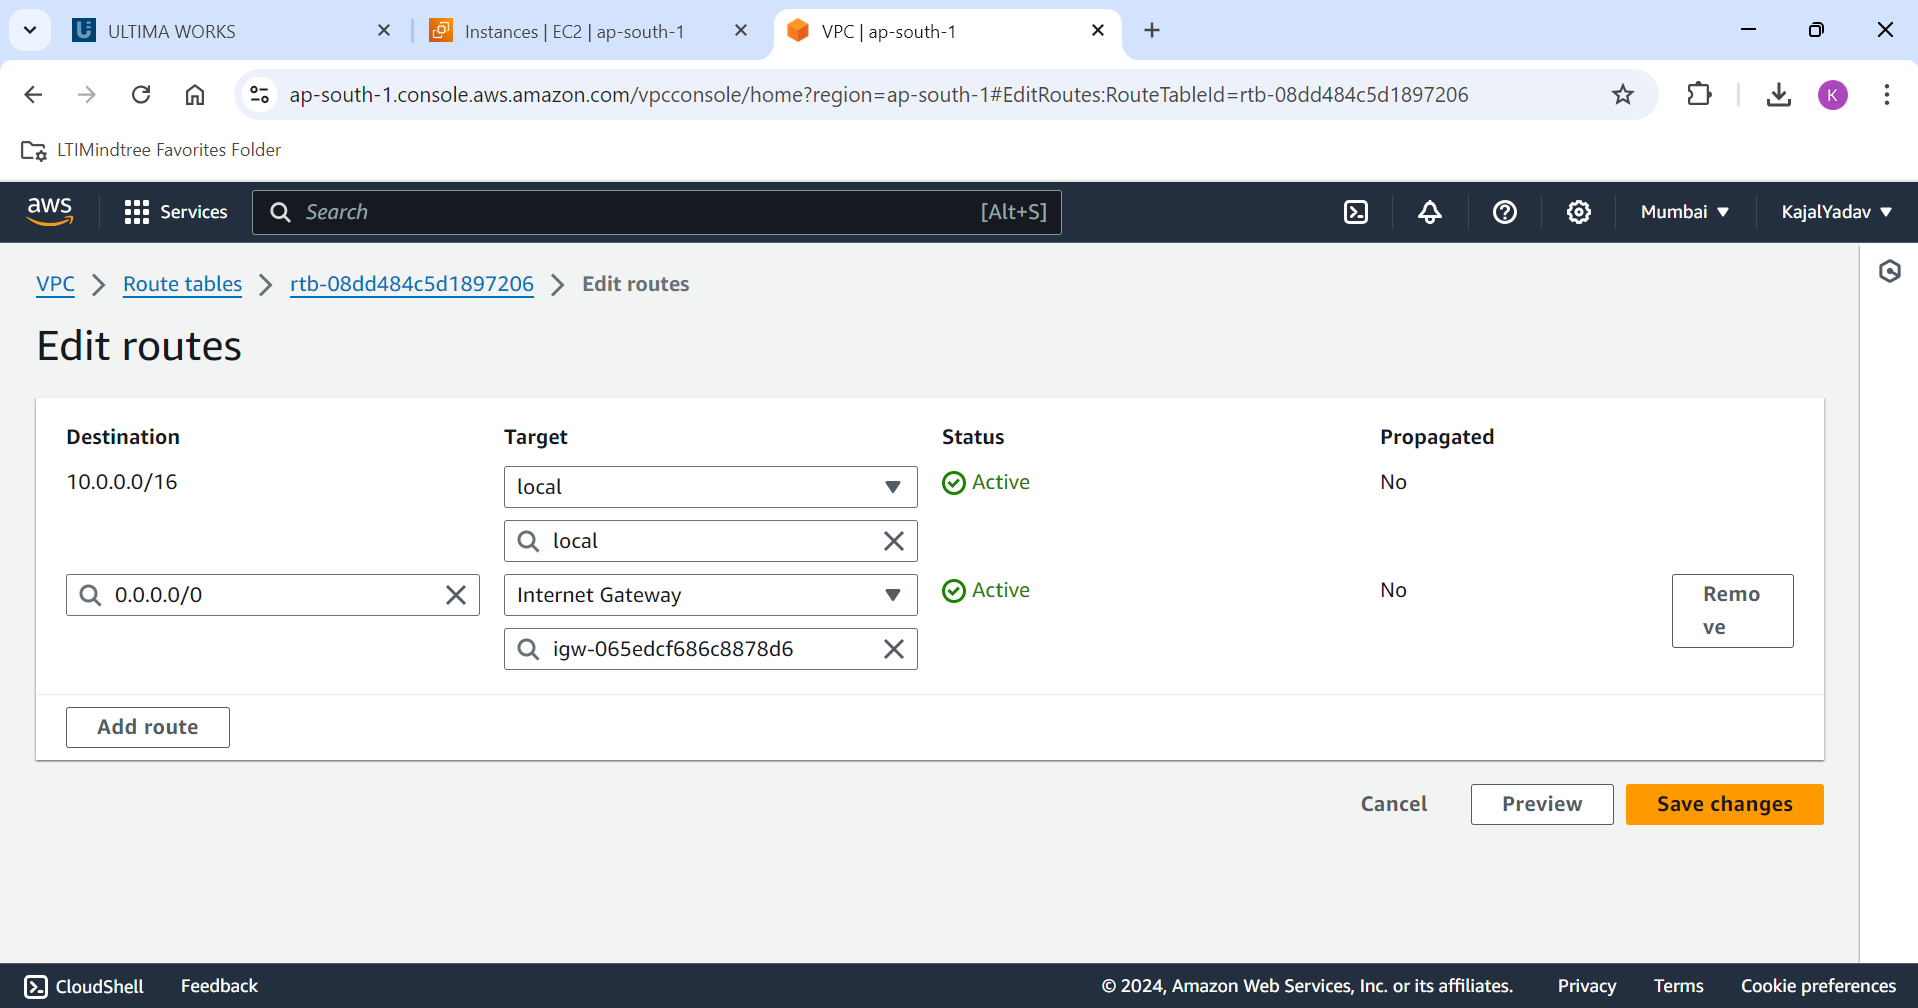 ULTIMA WORKS
Instances | EC2 | ap-south-1
VPC | ap-south-1
ap-south-1.console.aws.amazon.com/vpcconsole/home?region=ap-south-1#EditRoutes:RouteTableId=rtb-08dd484c5d1897206
K
LTIMindtree Favorites Folder
aws
Services
Search
[Alt+S]
Mumbai
KajalYadav
VPC
Route tables
rtb-08dd484c5d1897206
Edit routes
Edit routes
Destination
Target
Status
Propagated
10.0.0.0/16
local
Active
No
local
0.0.0.0/0
Internet Gateway
Active
No
Remo
ve
igw-065edcf686c8878d6
Add route
Cancel
Preview
Save changes
CloudShell
Feedback
© 2024, Amazon Web Services, Inc. or its affiliates.
Privacy
Terms
Cookie preferences